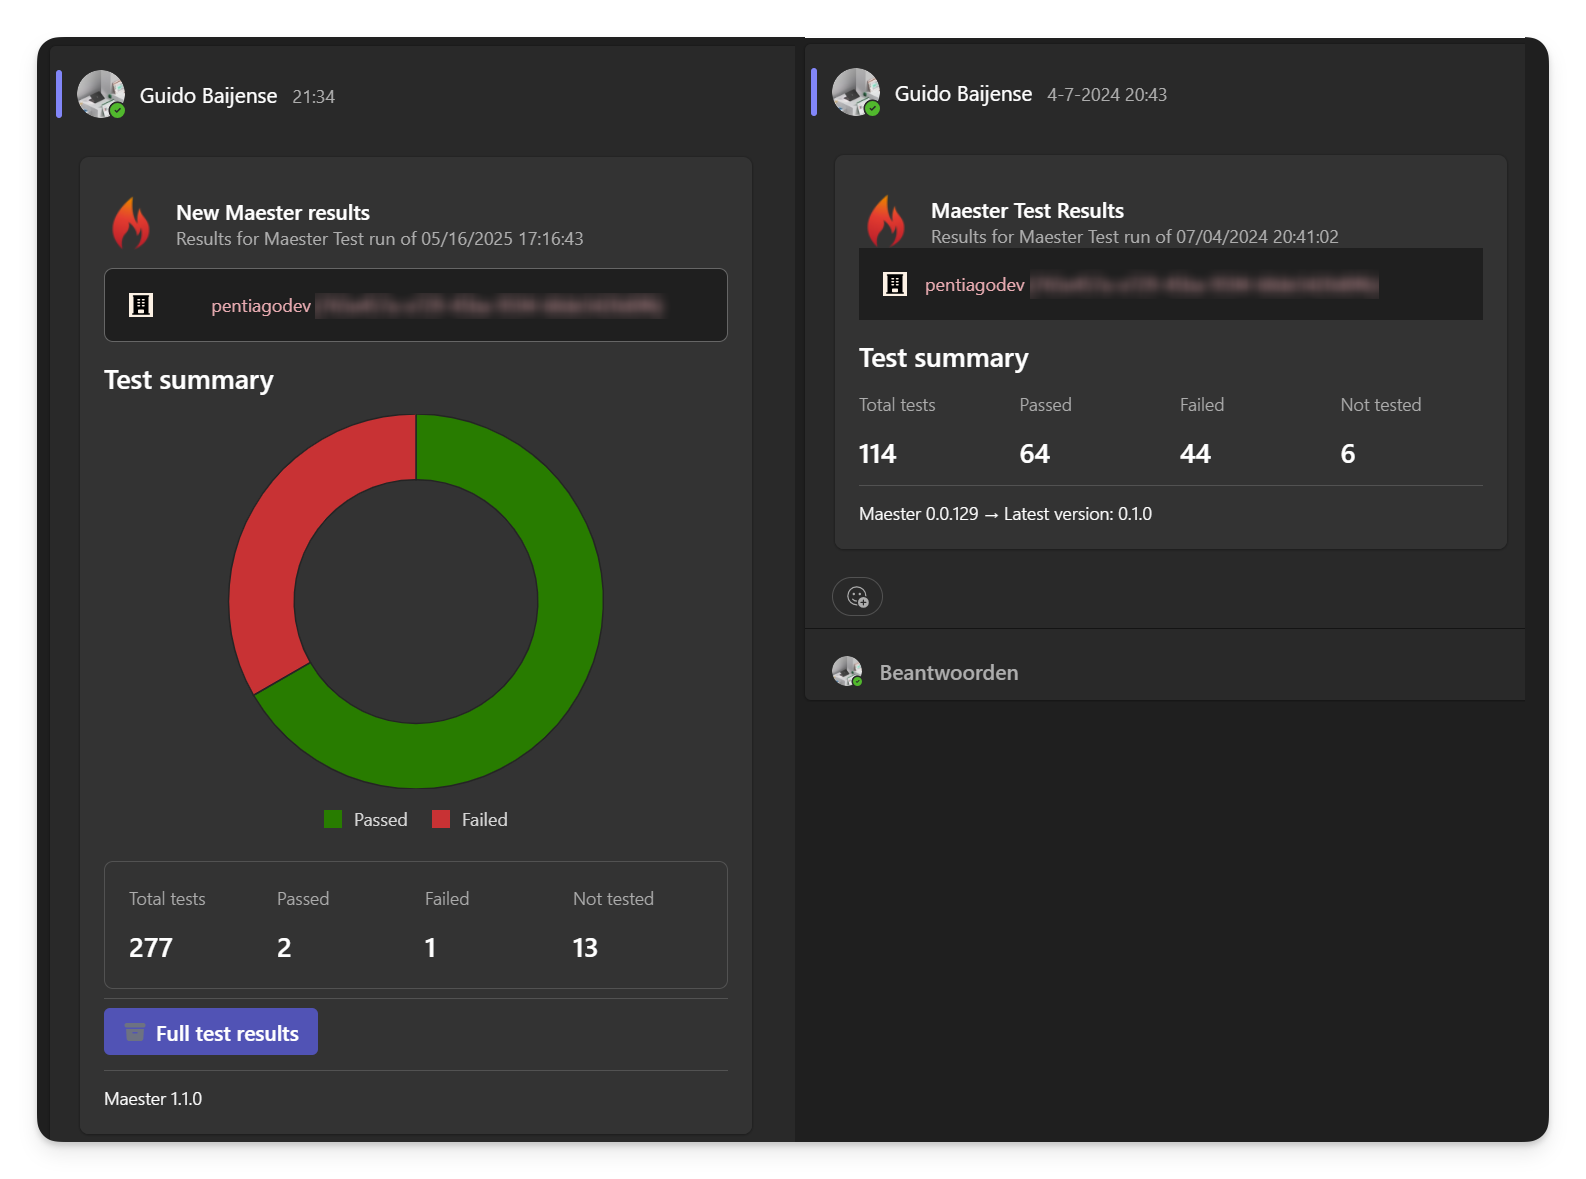 Guido Baijense 21:34
New Maester results
Results for Maester Test run of 05/16/2025 17:16:43
pentiagodev
Test summary
Passed Failed
Total tests Passed Failed Not tested
277 2 1 13
Full test results
Maester 1.1.0
Guido Baijense 4-7-2024 20:43
Maester Test Results
Results for Maester Test run of 07/04/2024 20:41:02
pentiagodev
Test summary
Total tests Passed Failed Not tested
114 64 44 6
Maester 0.0.129 → Latest version: 0.1.0
Beantwoorden